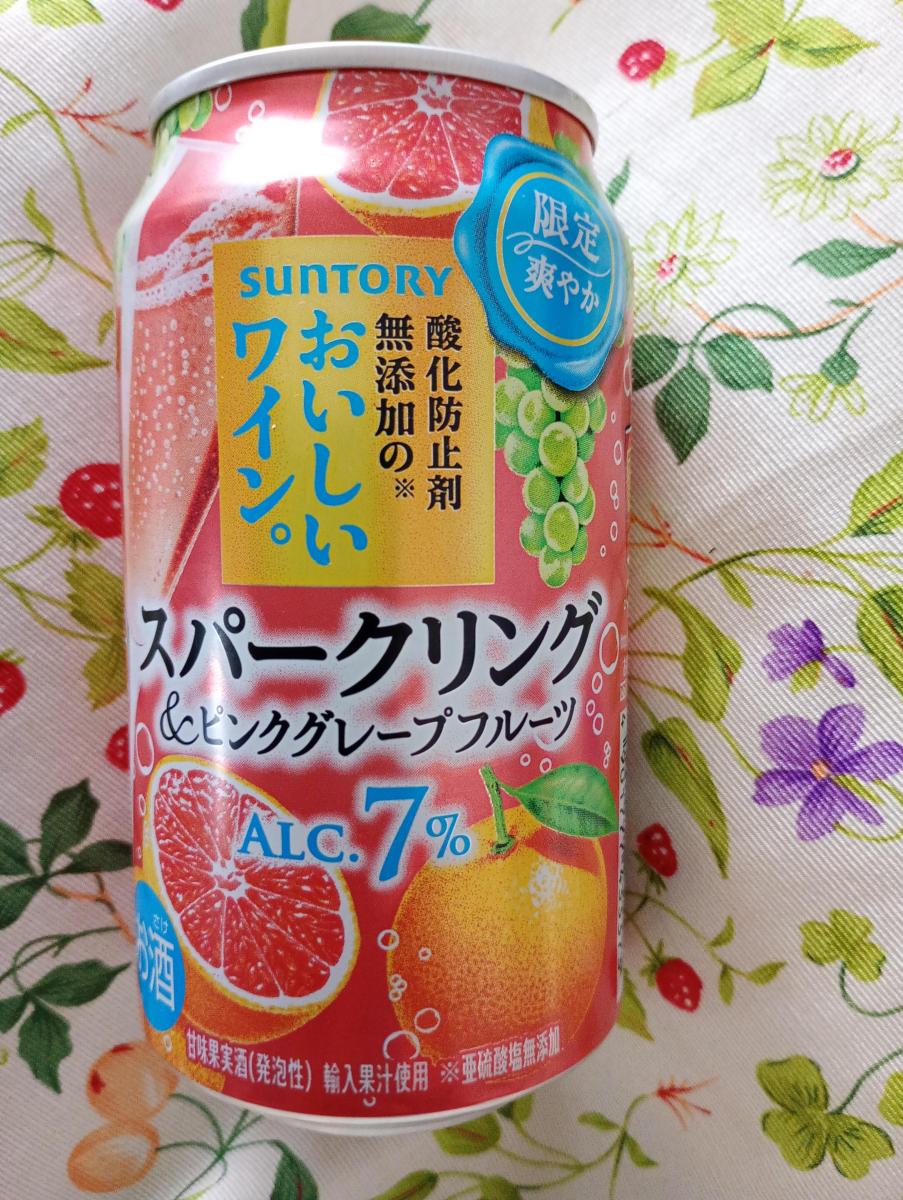 限定
爽やか
SUNTORY
酸化防止剤
無添加の※
おいしい
ワイン。
スパークリング
&ピンクグレープフルーツ
ALC.7%
お酒
さけ
甘味果実酒(発泡性) 輸入果汁使用 ※亜硫酸塩無添加